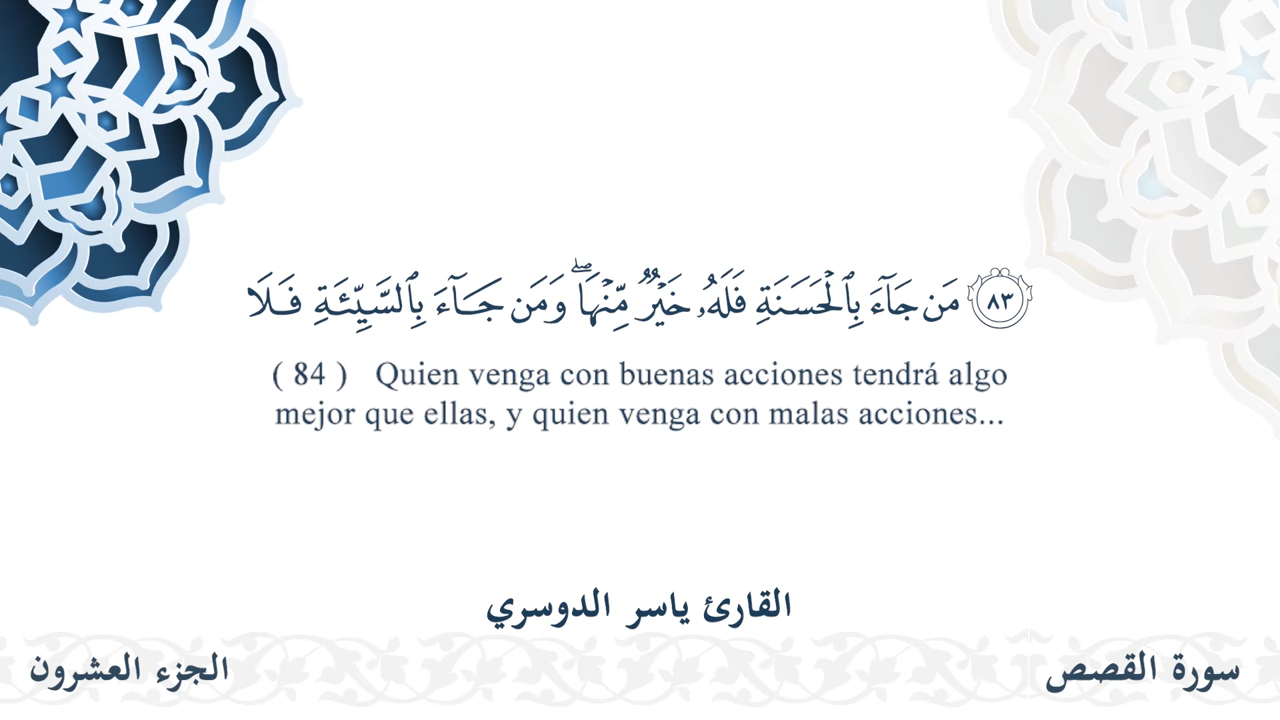 ٨٣ مَن جَآءَ بِٱلْحَسَنَةِ فَلَهُۥ خَيْرٌۭ مِّنْهَا ۖ وَمَن جَآءَ بِٱلسَّيِّئَةِ فَلَا
( 84 ) Quien venga con buenas acciones tendrá algo
mejor que ellas, y quien venga con malas acciones...
القارئ ياسر الدوسري
سورة القصص
الجزء العشرون